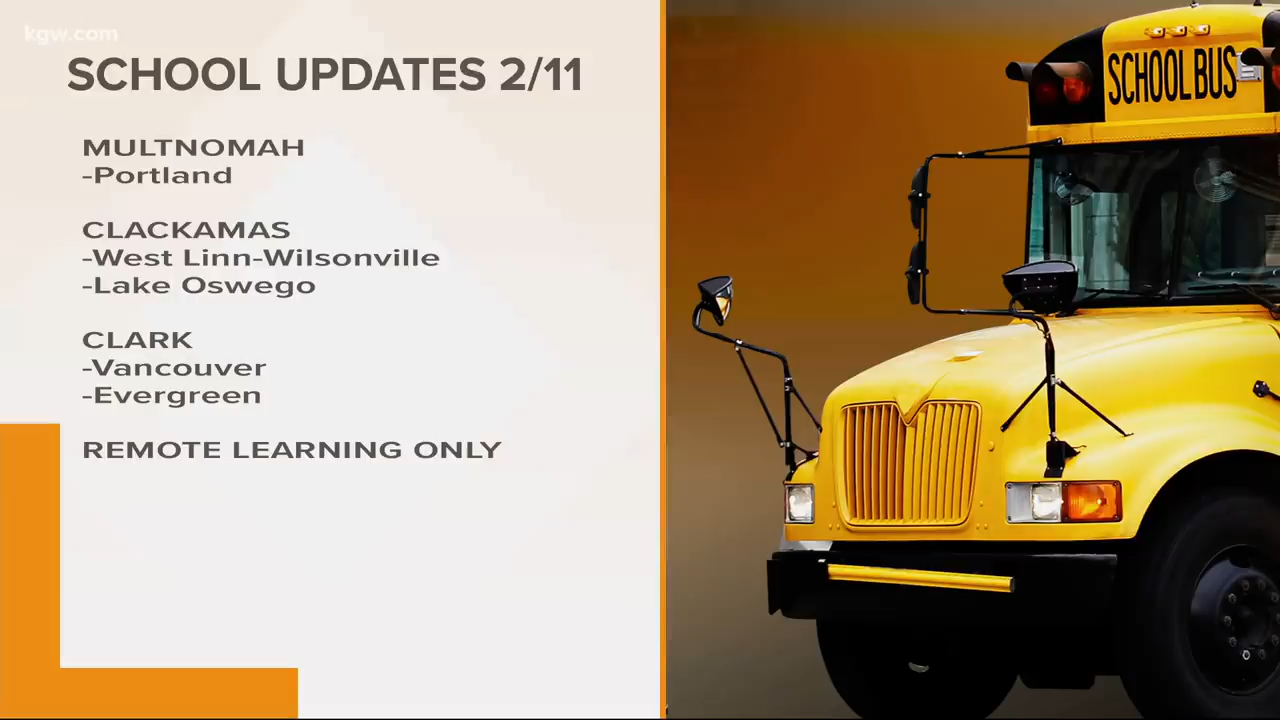 kgw.com
SCHOOL UPDATES 2/11
MULTNOMAH
-Portland
CLACKAMAS
-West Linn-Wilsonville
-Lake Oswego
CLARK
-Vancouver
-Evergreen
REMOTE LEARNING ONLY
SCHOOL BUS